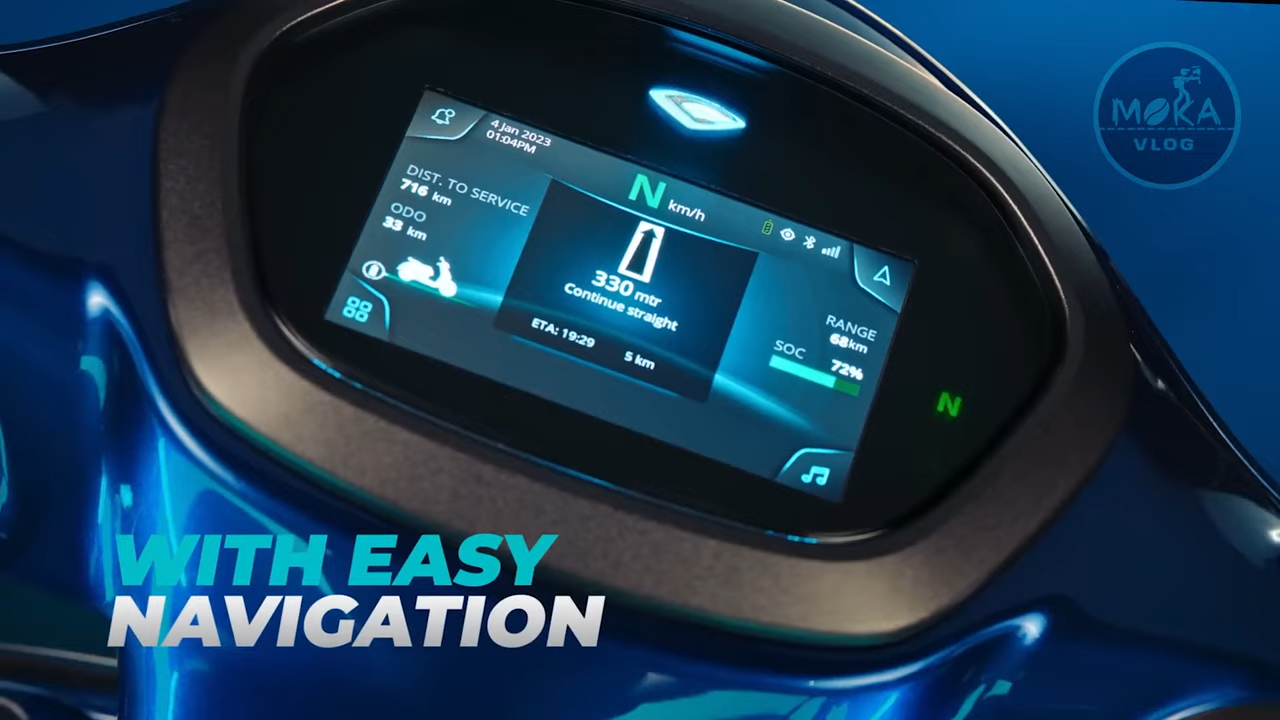 MOKA
VLOG
4 Jan 2023
01:04PM
N km/h
DIST. TO SERVICE
716 km
ODO
33 km
330 mtr
Continue straight
ETA: 19:29 5 km
RANGE
68km
SOC 72%
N
WITH EASY
NAVIGATION